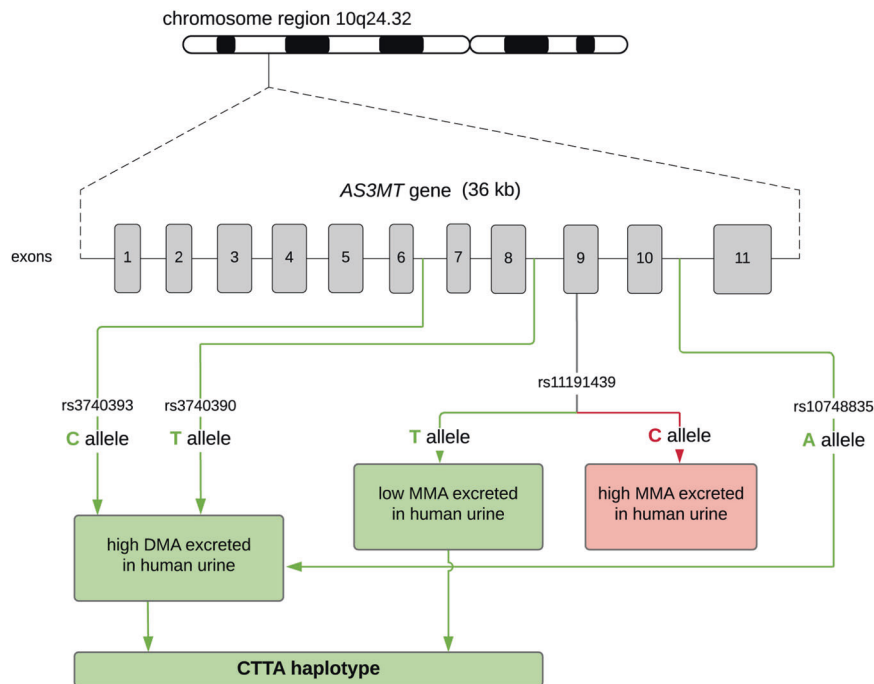 chromosome region 10q24.32
AS3MT gene (36 kb)
exons
1 2 3 4 5 6 7 8 9 10 11
rs11191439
rs3740393 rs3740390 rs10748835
C allele T allele T allele C allele A allele
low MMA excreted
in human urine
high MMA excreted
in human urine
high DMA excreted
in human urine
CTTA haplotype